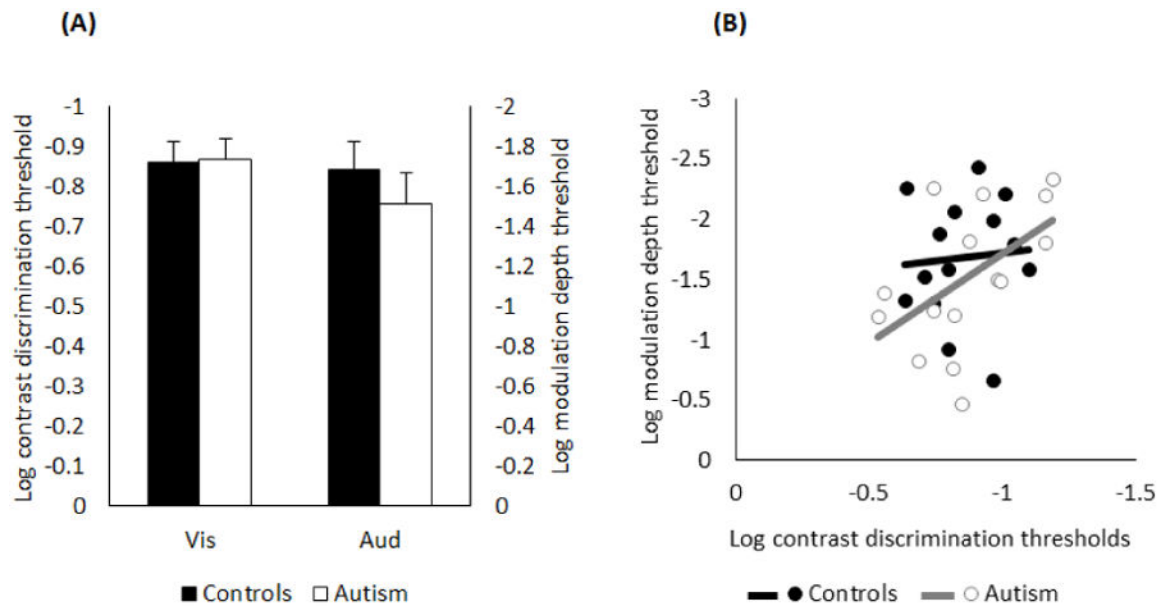 (A)
Log contrast discrimination threshold
-1
-0.9
-0.8
-0.7
-0.6
-0.5
-0.4
-0.3
-0.2
-0.1
0
-2
-1.8
-1.6
-1.4
-1.2
-1
-0.8
-0.6
-0.4
-0.2
0
Log modulation depth threshold
Vis Aud
Controls Autism
(B)
Log modulation depth threshold
-3
-2.5
-2
-1.5
-1
-0.5
0
0 -0.5 -1 -1.5
Log contrast discrimination thresholds
Controls Autism